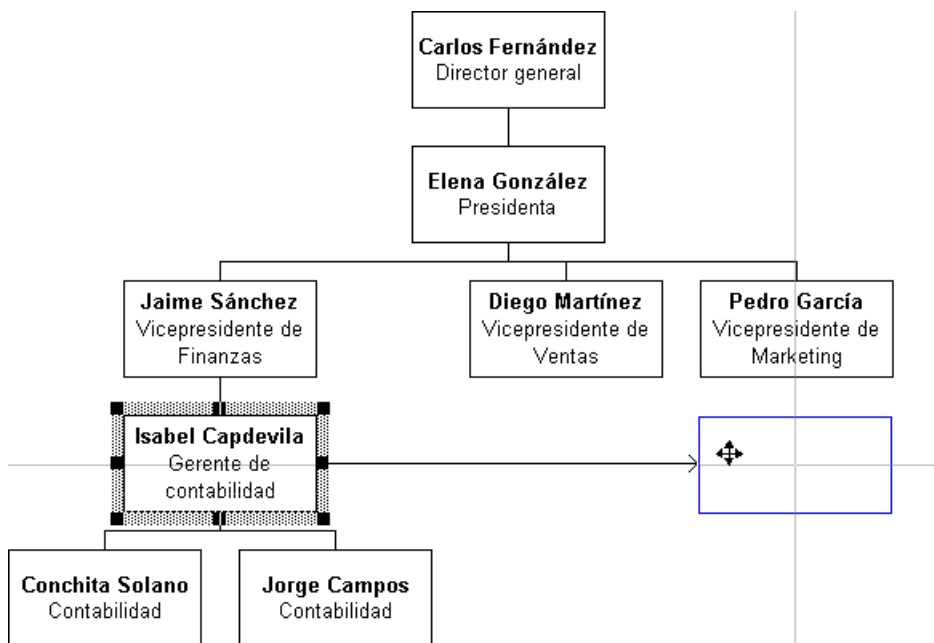 Carlos Fernández
Director general
Elena González
Presidenta
Jaime Sánchez
Vicepresidente de
Finanzas
Diego Martínez
Vicepresidente de
Ventas
Pedro García
Vicepresidente de
Marketing
Isabel Capdevila
Gerente de
contabilidad
Conchita Solano
Contabilidad
Jorge Campos
Contabilidad